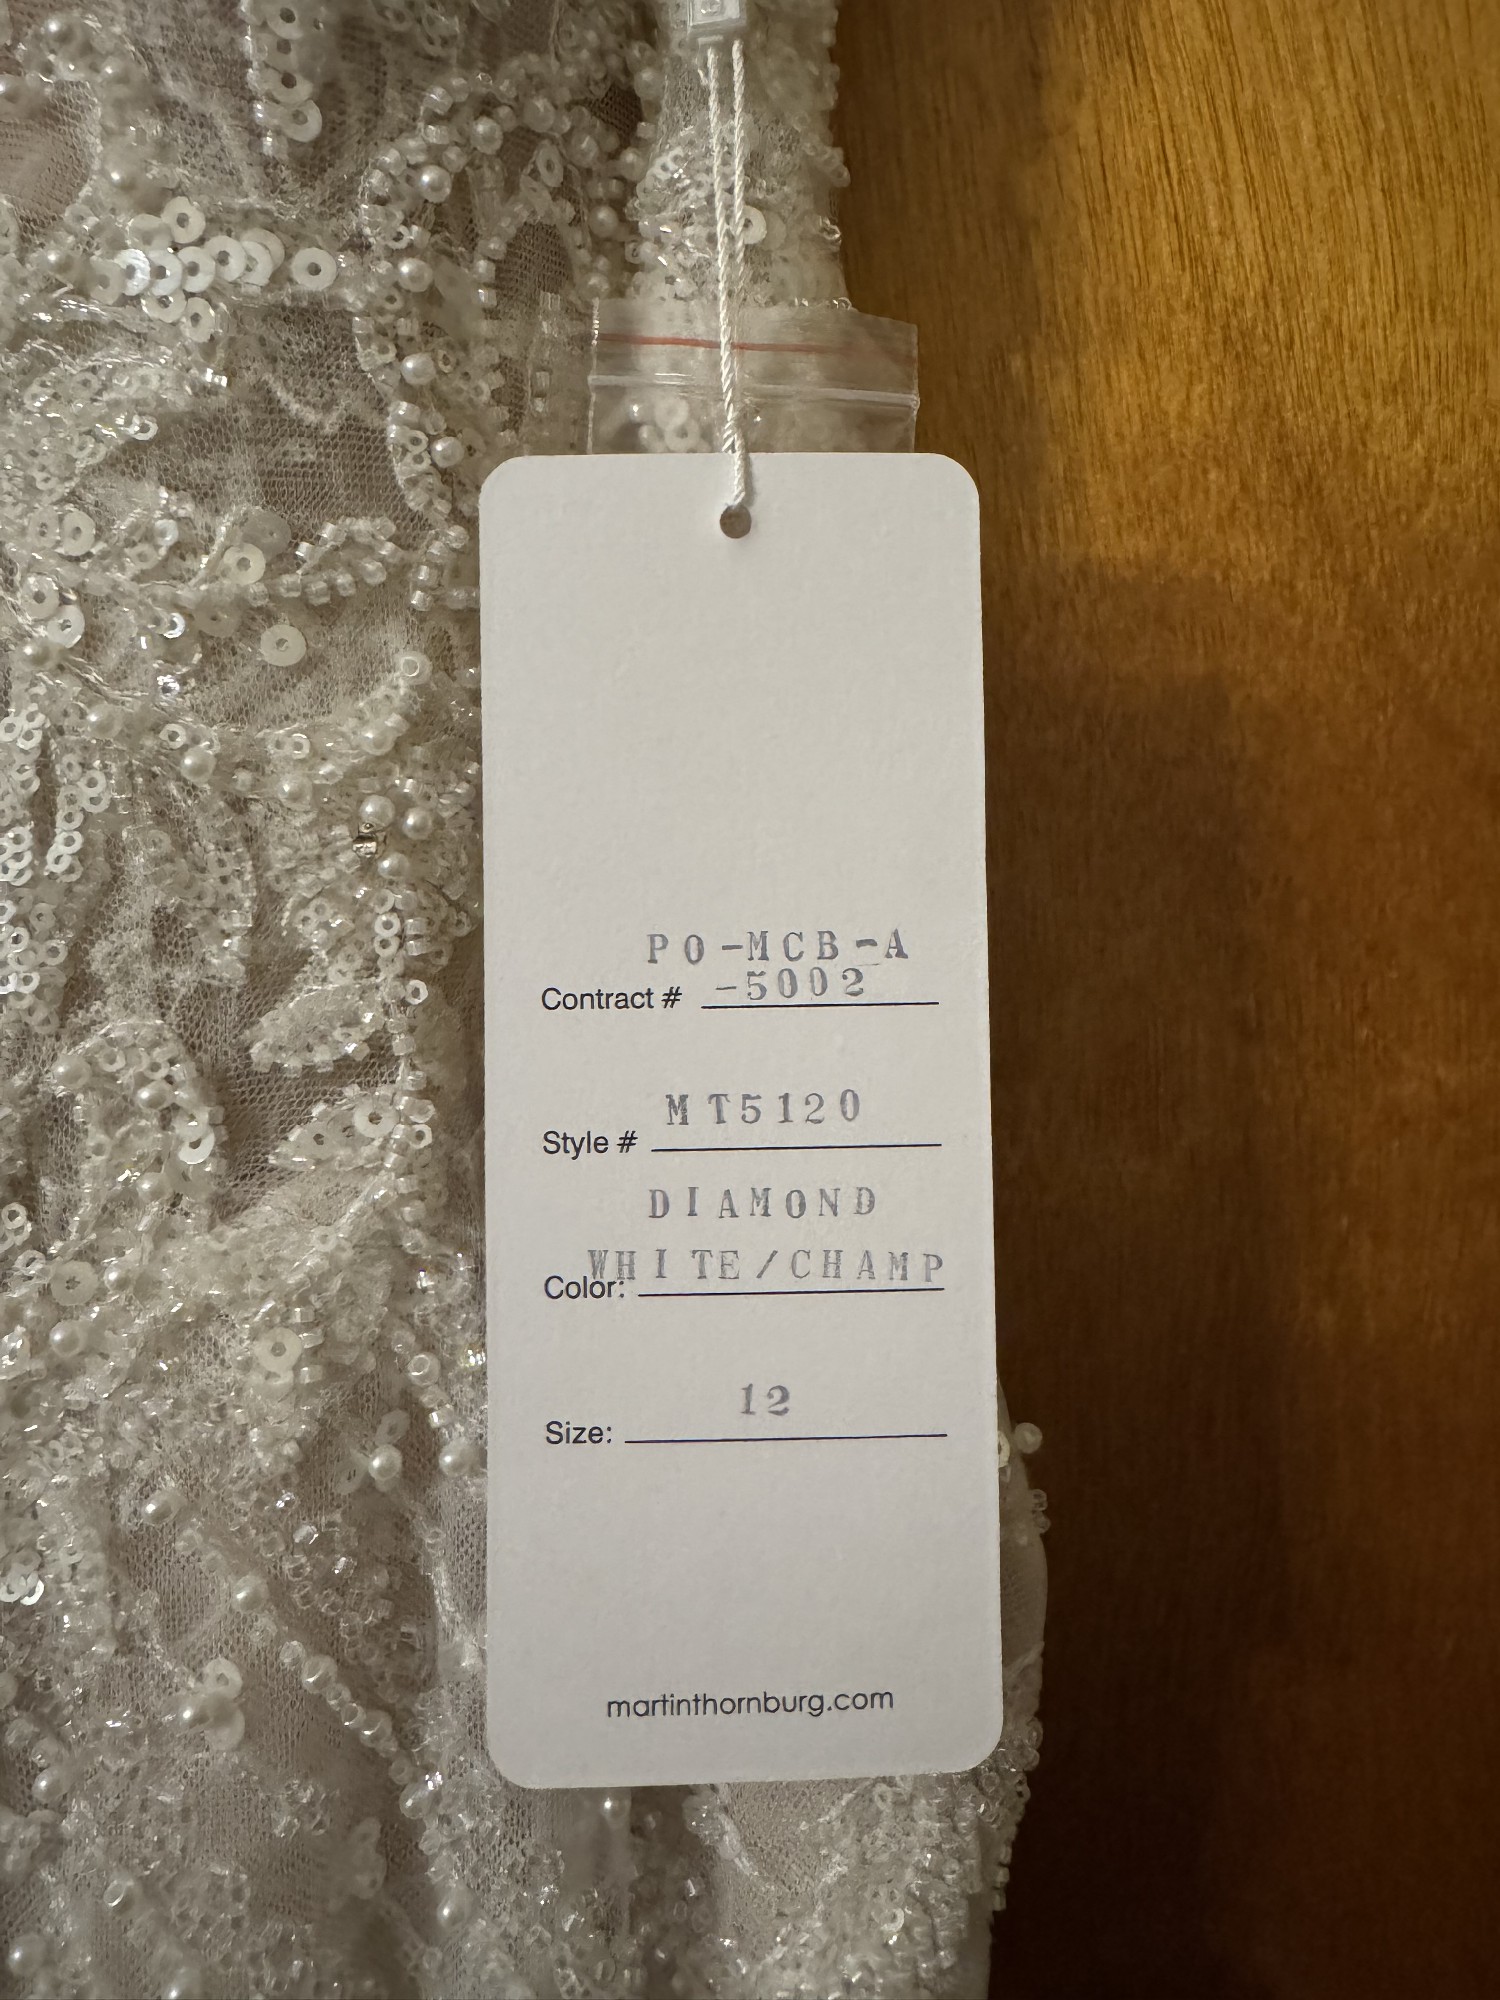 PO-MCB-A
Contract # -5002
MT5120
Style #
DIAMOND
WHITE/CHAMP
Color:
12
Size:
martinthornburg.com